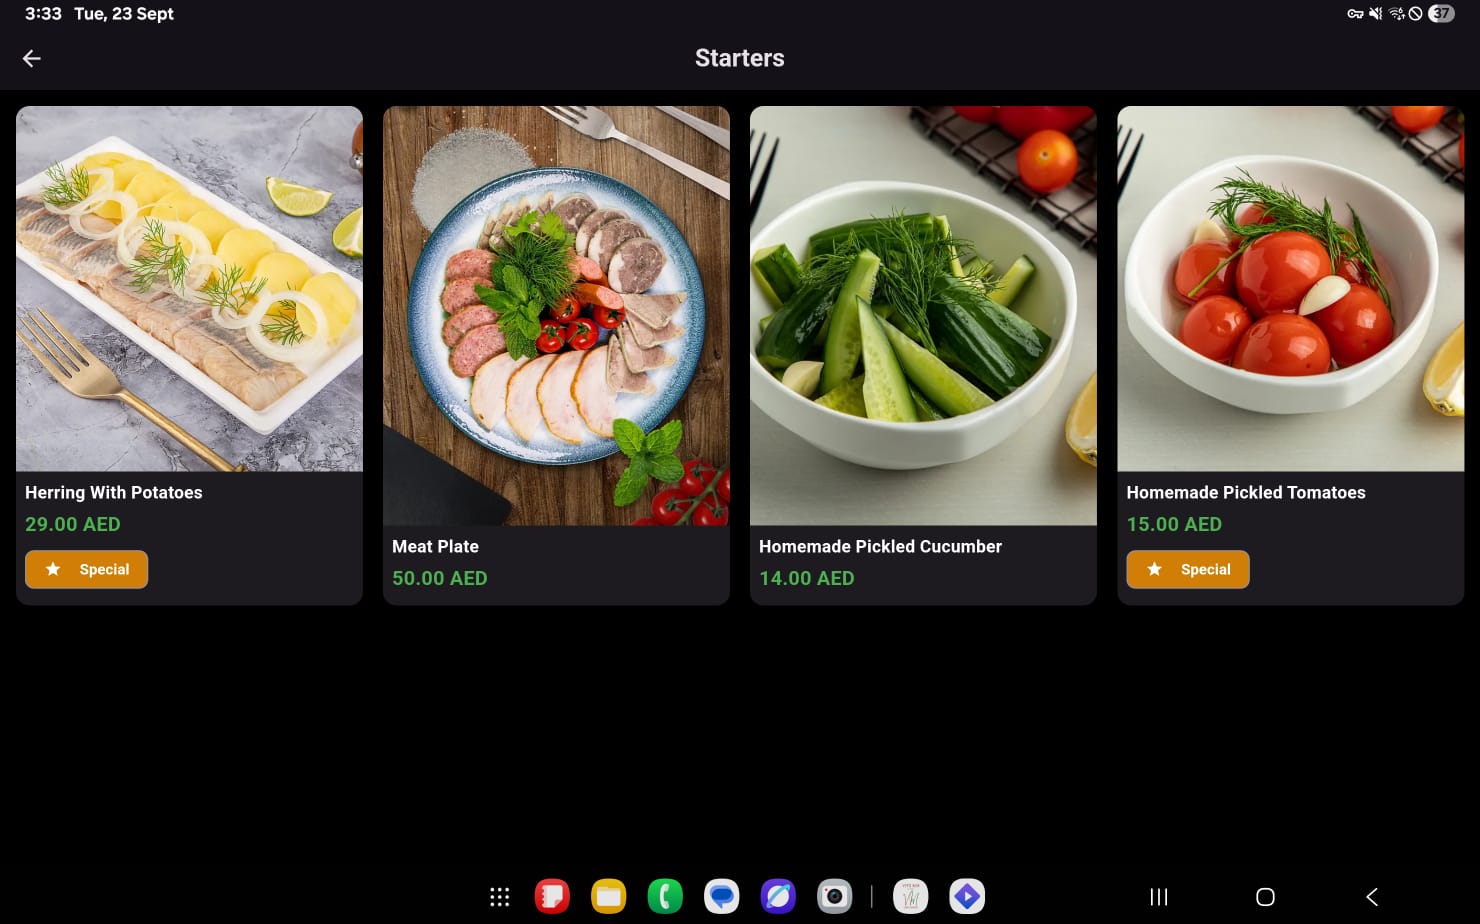 3:33 Tue, 23 Sept
37
Starters
Herring With Potatoes
29.00 AED
Special
Meat Plate
50.00 AED
Homemade Pickled Cucumber
14.00 AED
Homemade Pickled Tomatoes
15.00 AED
Special